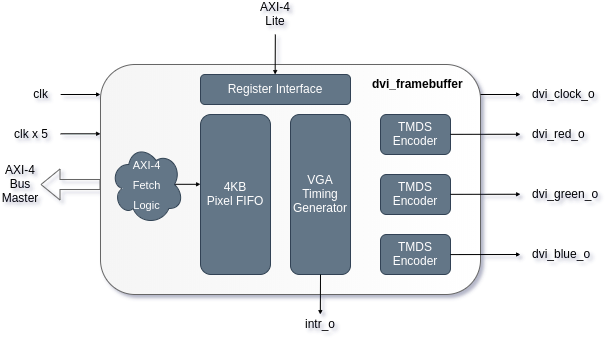 AXI-4
Lite
clk
clk x 5
AXI-4
Bus
Master
dvi_framebuffer
Register Interface
AXI-4
Fetch
Logic
4KB
Pixel FIFO
VGA
Timing
Generator
TMDS
Encoder
TMDS
Encoder
TMDS
Encoder
dvi_clock_o
dvi_red_o
dvi_green_o
dvi_blue_o
intr_o